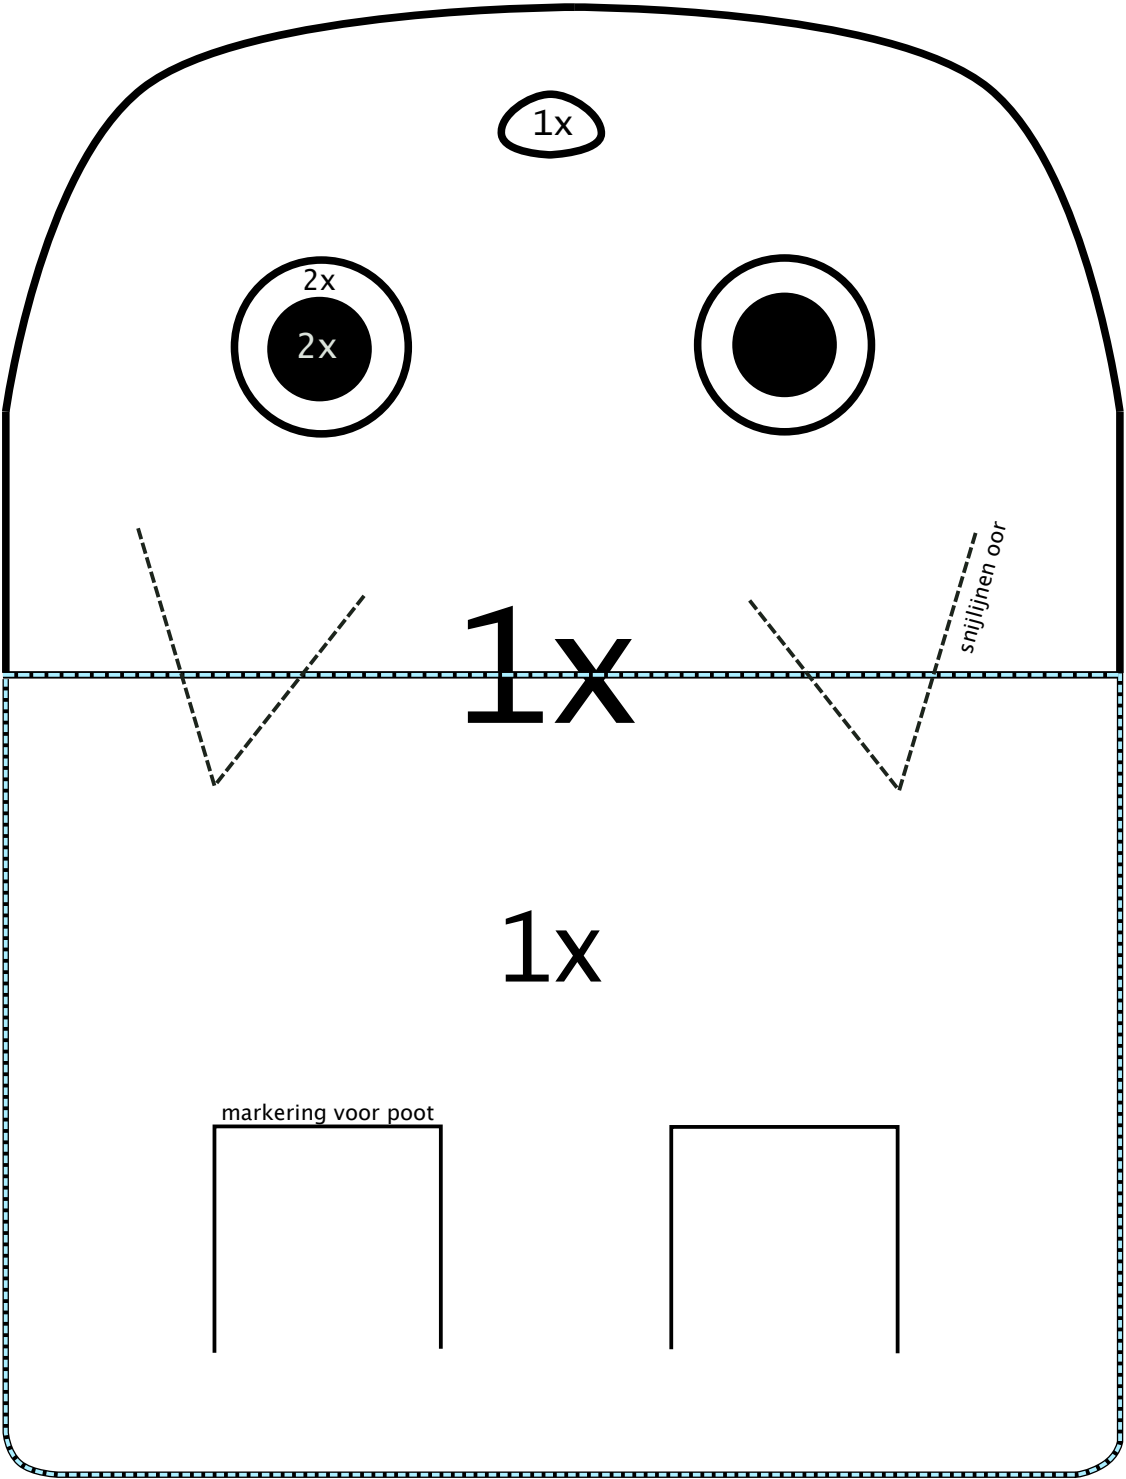 1x
2x
2x
snijlijnen oor
1x
1x
markering voor poot